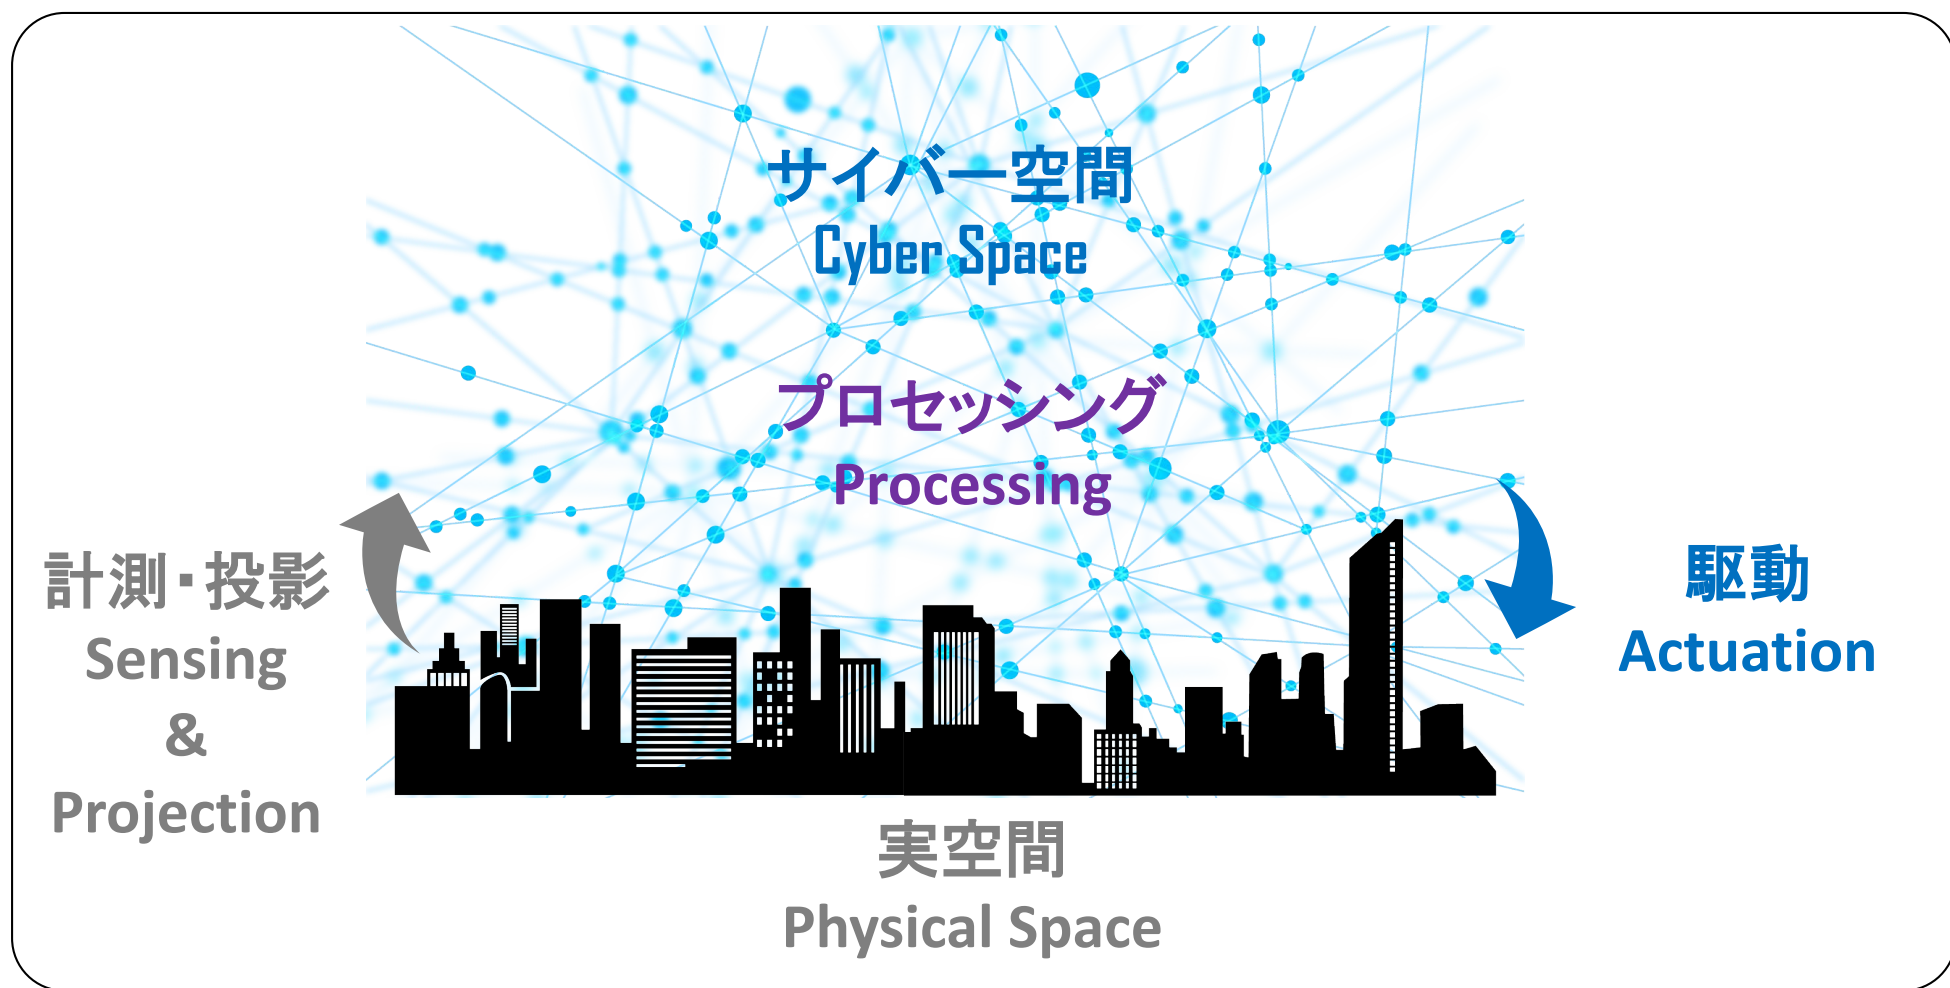 サイバー空間
Cyber Space
プロセッシング
Processing
計測・投影
Sensing
&
Projection
駆動
Actuation
実空間
Physical Space